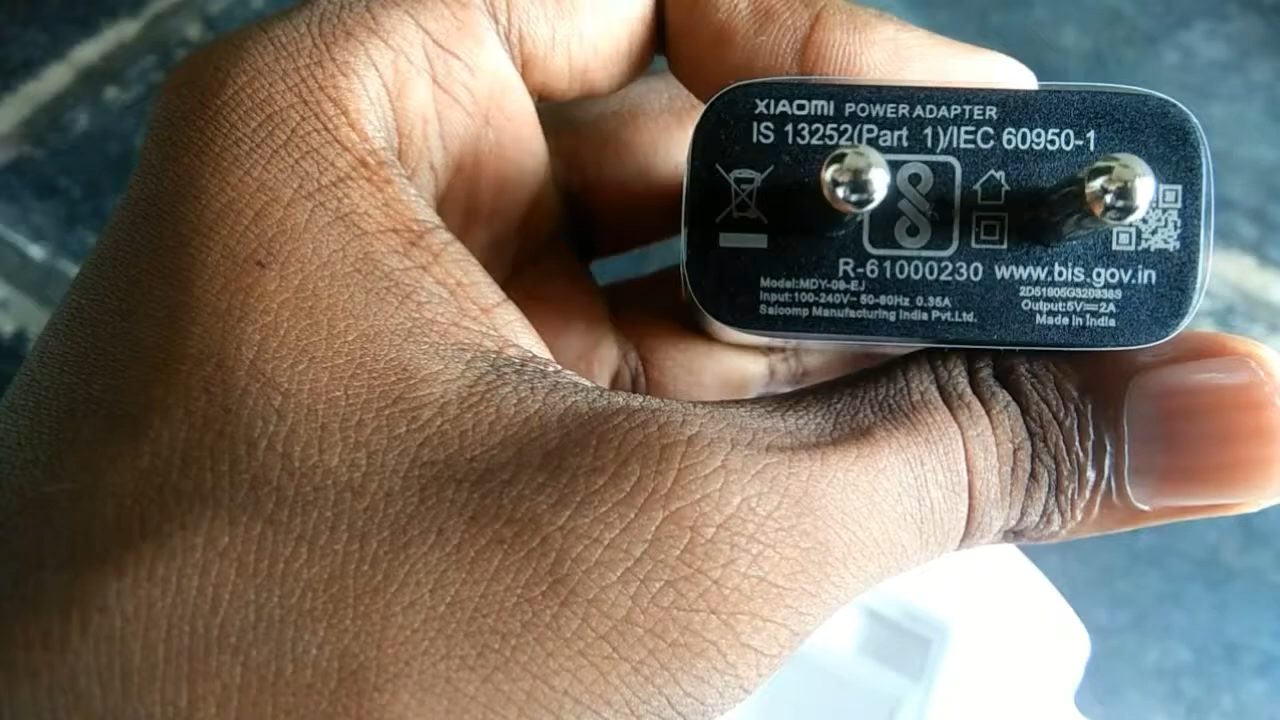 XIAOMI POWER ADAPTER
IS 13252(Part 1)/IEC 60950-1
R-61000230 www.bis.gov.in
Model:MDY-09-EJ
Input:100-240V~ 50-60Hz 0.35A
Saicomp Manufacturing India Pvt.Ltd.
Output:5V⎓2A
Made in India